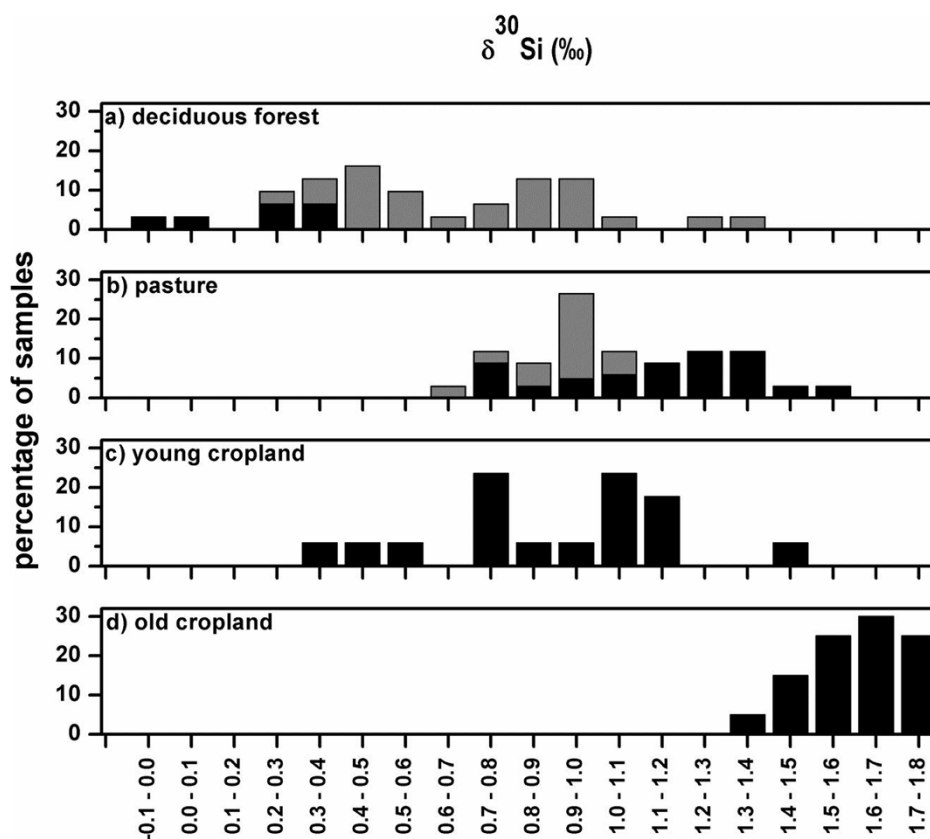 δ30Si (‰)
percentage of samples
a) deciduous forest
30
20
10
0
b) pasture
30
20
10
0
c) young cropland
30
20
10
0
d) old cropland
30
20
10
0
-0.1 - 0.0
0.0 - 0.1
0.1 - 0.2
0.2 - 0.3
0.3 - 0.4
0.4 - 0.5
0.5 - 0.6
0.6 - 0.7
0.7 - 0.8
0.8 - 0.9
0.9 - 1.0
1.0 - 1.1
1.1 - 1.2
1.2 - 1.3
1.3 - 1.4
1.4 - 1.5
1.5 - 1.6
1.6 - 1.7
1.7 - 1.8